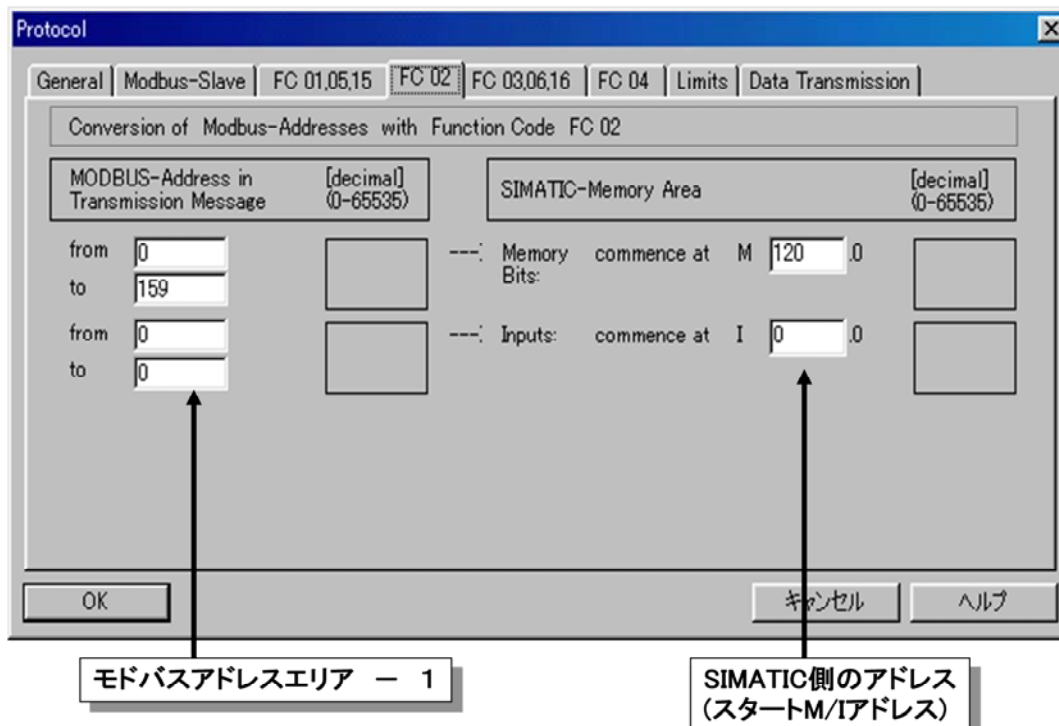 Protocol
General Modbus-Slave FC 01,05,15 FC 02 FC 03,06,16 FC 04 Limits Data Transmission
Conversion of Modbus-Addresses with Function Code FC 02
MODBUS-Address in Transmission Message
[decimal]
(0-65535)
SIMATIC-Memory Area
[decimal]
(0-65535)
from 0
to 159
---: Memory Bits: commence at M 120 .0
from 0
to 0
---: Inputs: commence at I 0 .0
OK キャンセル ヘルプ
モドバスアドレスエリア － 1
SIMATIC側のアドレス
(スタートM/Iアドレス)